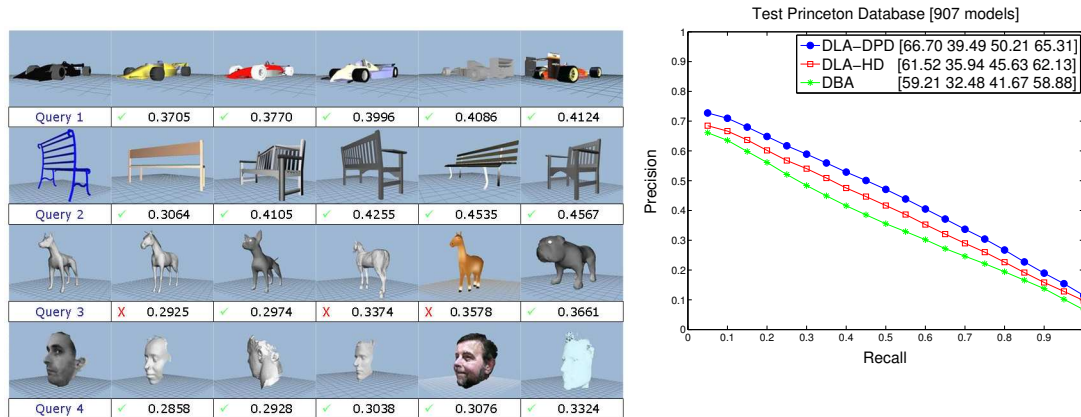 Query 1 ✓ 0.3705 ✓ 0.3770 ✓ 0.3996 ✓ 0.4086 ✓ 0.4124
Query 2 ✓ 0.3064 ✓ 0.4105 ✓ 0.4255 ✓ 0.4535 ✓ 0.4567
Query 3 X 0.2925 ✓ 0.2974 X 0.3374 X 0.3578 ✓ 0.3661
Query 4 ✓ 0.2858 ✓ 0.2928 ✓ 0.3038 ✓ 0.3076 ✓ 0.3324
Test Princeton Database [907 models]
DLA-DPD [66.70 39.49 50.21 65.31]
DLA-HD [61.52 35.94 45.63 62.13]
DBA [59.21 32.48 41.67 58.88]
1
0.9
0.8
0.7
0.6
0.5
0.4
0.3
0.2
0.1
0
Precision
0 0.1 0.2 0.3 0.4 0.5 0.6 0.7 0.8 0.9
Recall